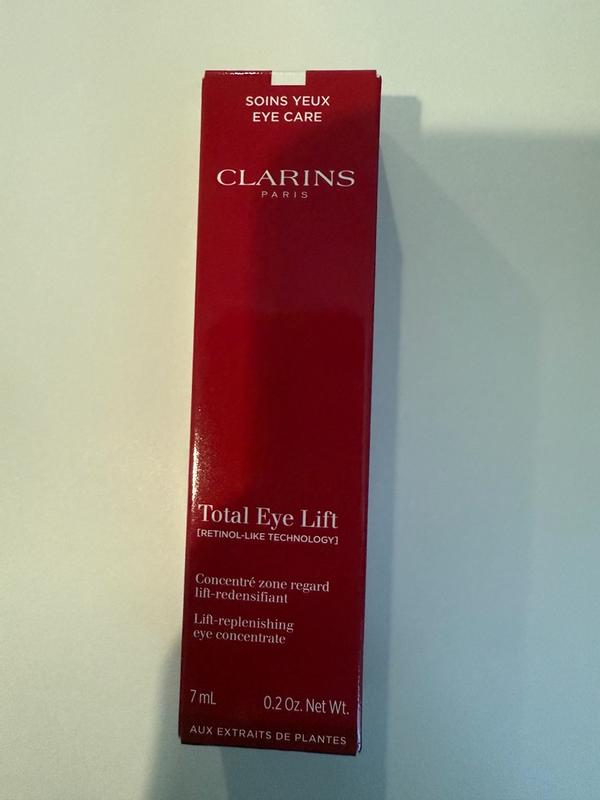 SOINS YEUX
EYE CARE
CLARINS
PARIS
Total Eye Lift
[RETINOL-LIKE TECHNOLOGY]
Concentré zone regard
lift-redensifiant
Lift-replenishing
eye concentrate
7 mL 0.2 Oz. Net Wt.
AUX EXTRAITS DE PLANTES